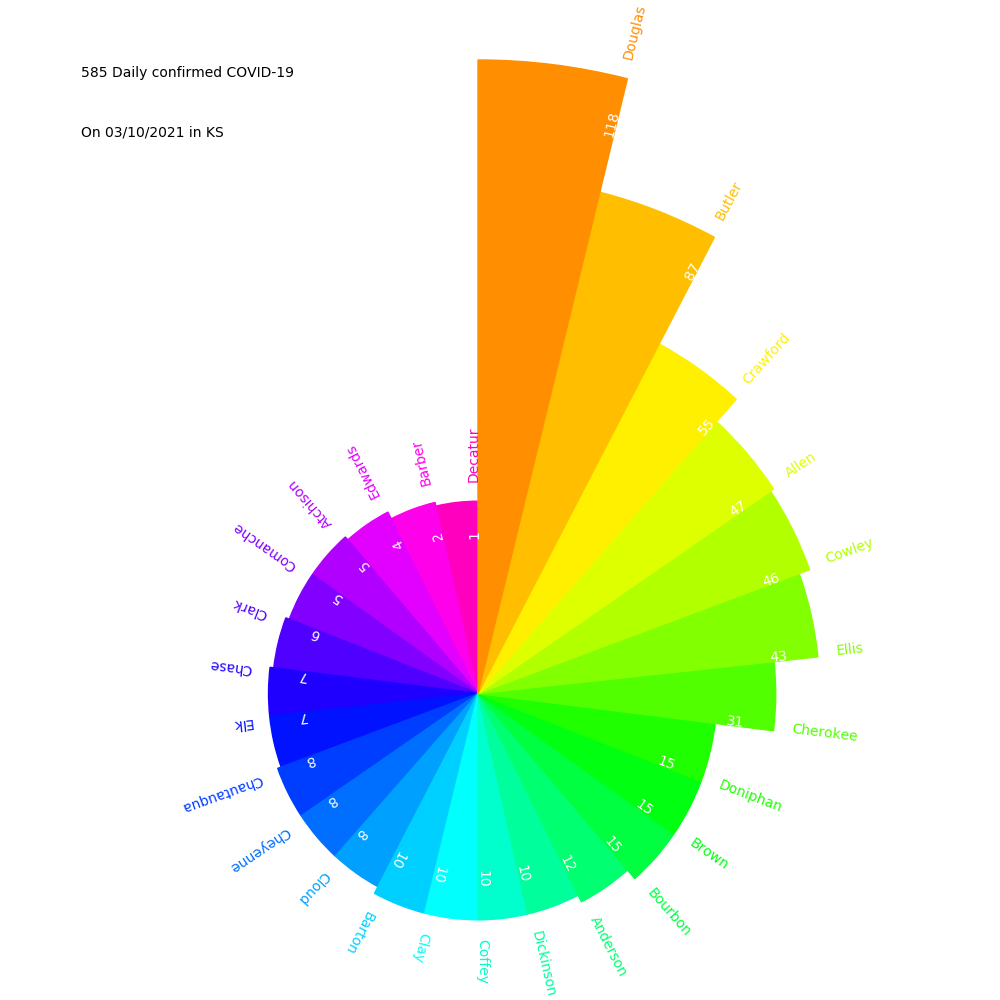 585 Daily confirmed COVID-19
On 03/10/2021 in KS
Douglas
118
Butler
87
Crawford
55
Allen
47
Cowley
46
Ellis
43
Cherokee
31
Doniphan
15
Brown
15
Bourbon
15
Anderson
12
Dickinson
10
Coffey
10
Clay
10
Barton
10
Cloud
8
Cheyenne
8
Chautauqua
8
Elk
7
Chase
7
Clark
6
Comanche
5
Atchison
5
Edwards
4
Barber
2
Decatur
1